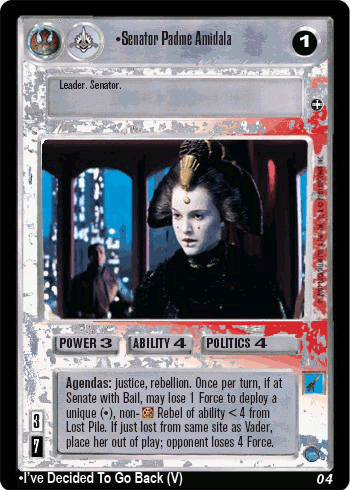 •Senator Padmé Amidala
1
Leader. Senator.
POWER 3
ABILITY 4
POLITICS 4
Agendas: justice, rebellion. Once per turn, if at
Senate with Bail, may lose 1 Force to deploy a
unique (•), non- Rebel of ability < 4 from
Lost Pile. If just lost from same site as Vader,
place her out of play; opponent loses 4 Force.
3
7
•I've Decided To Go Back (V)
04